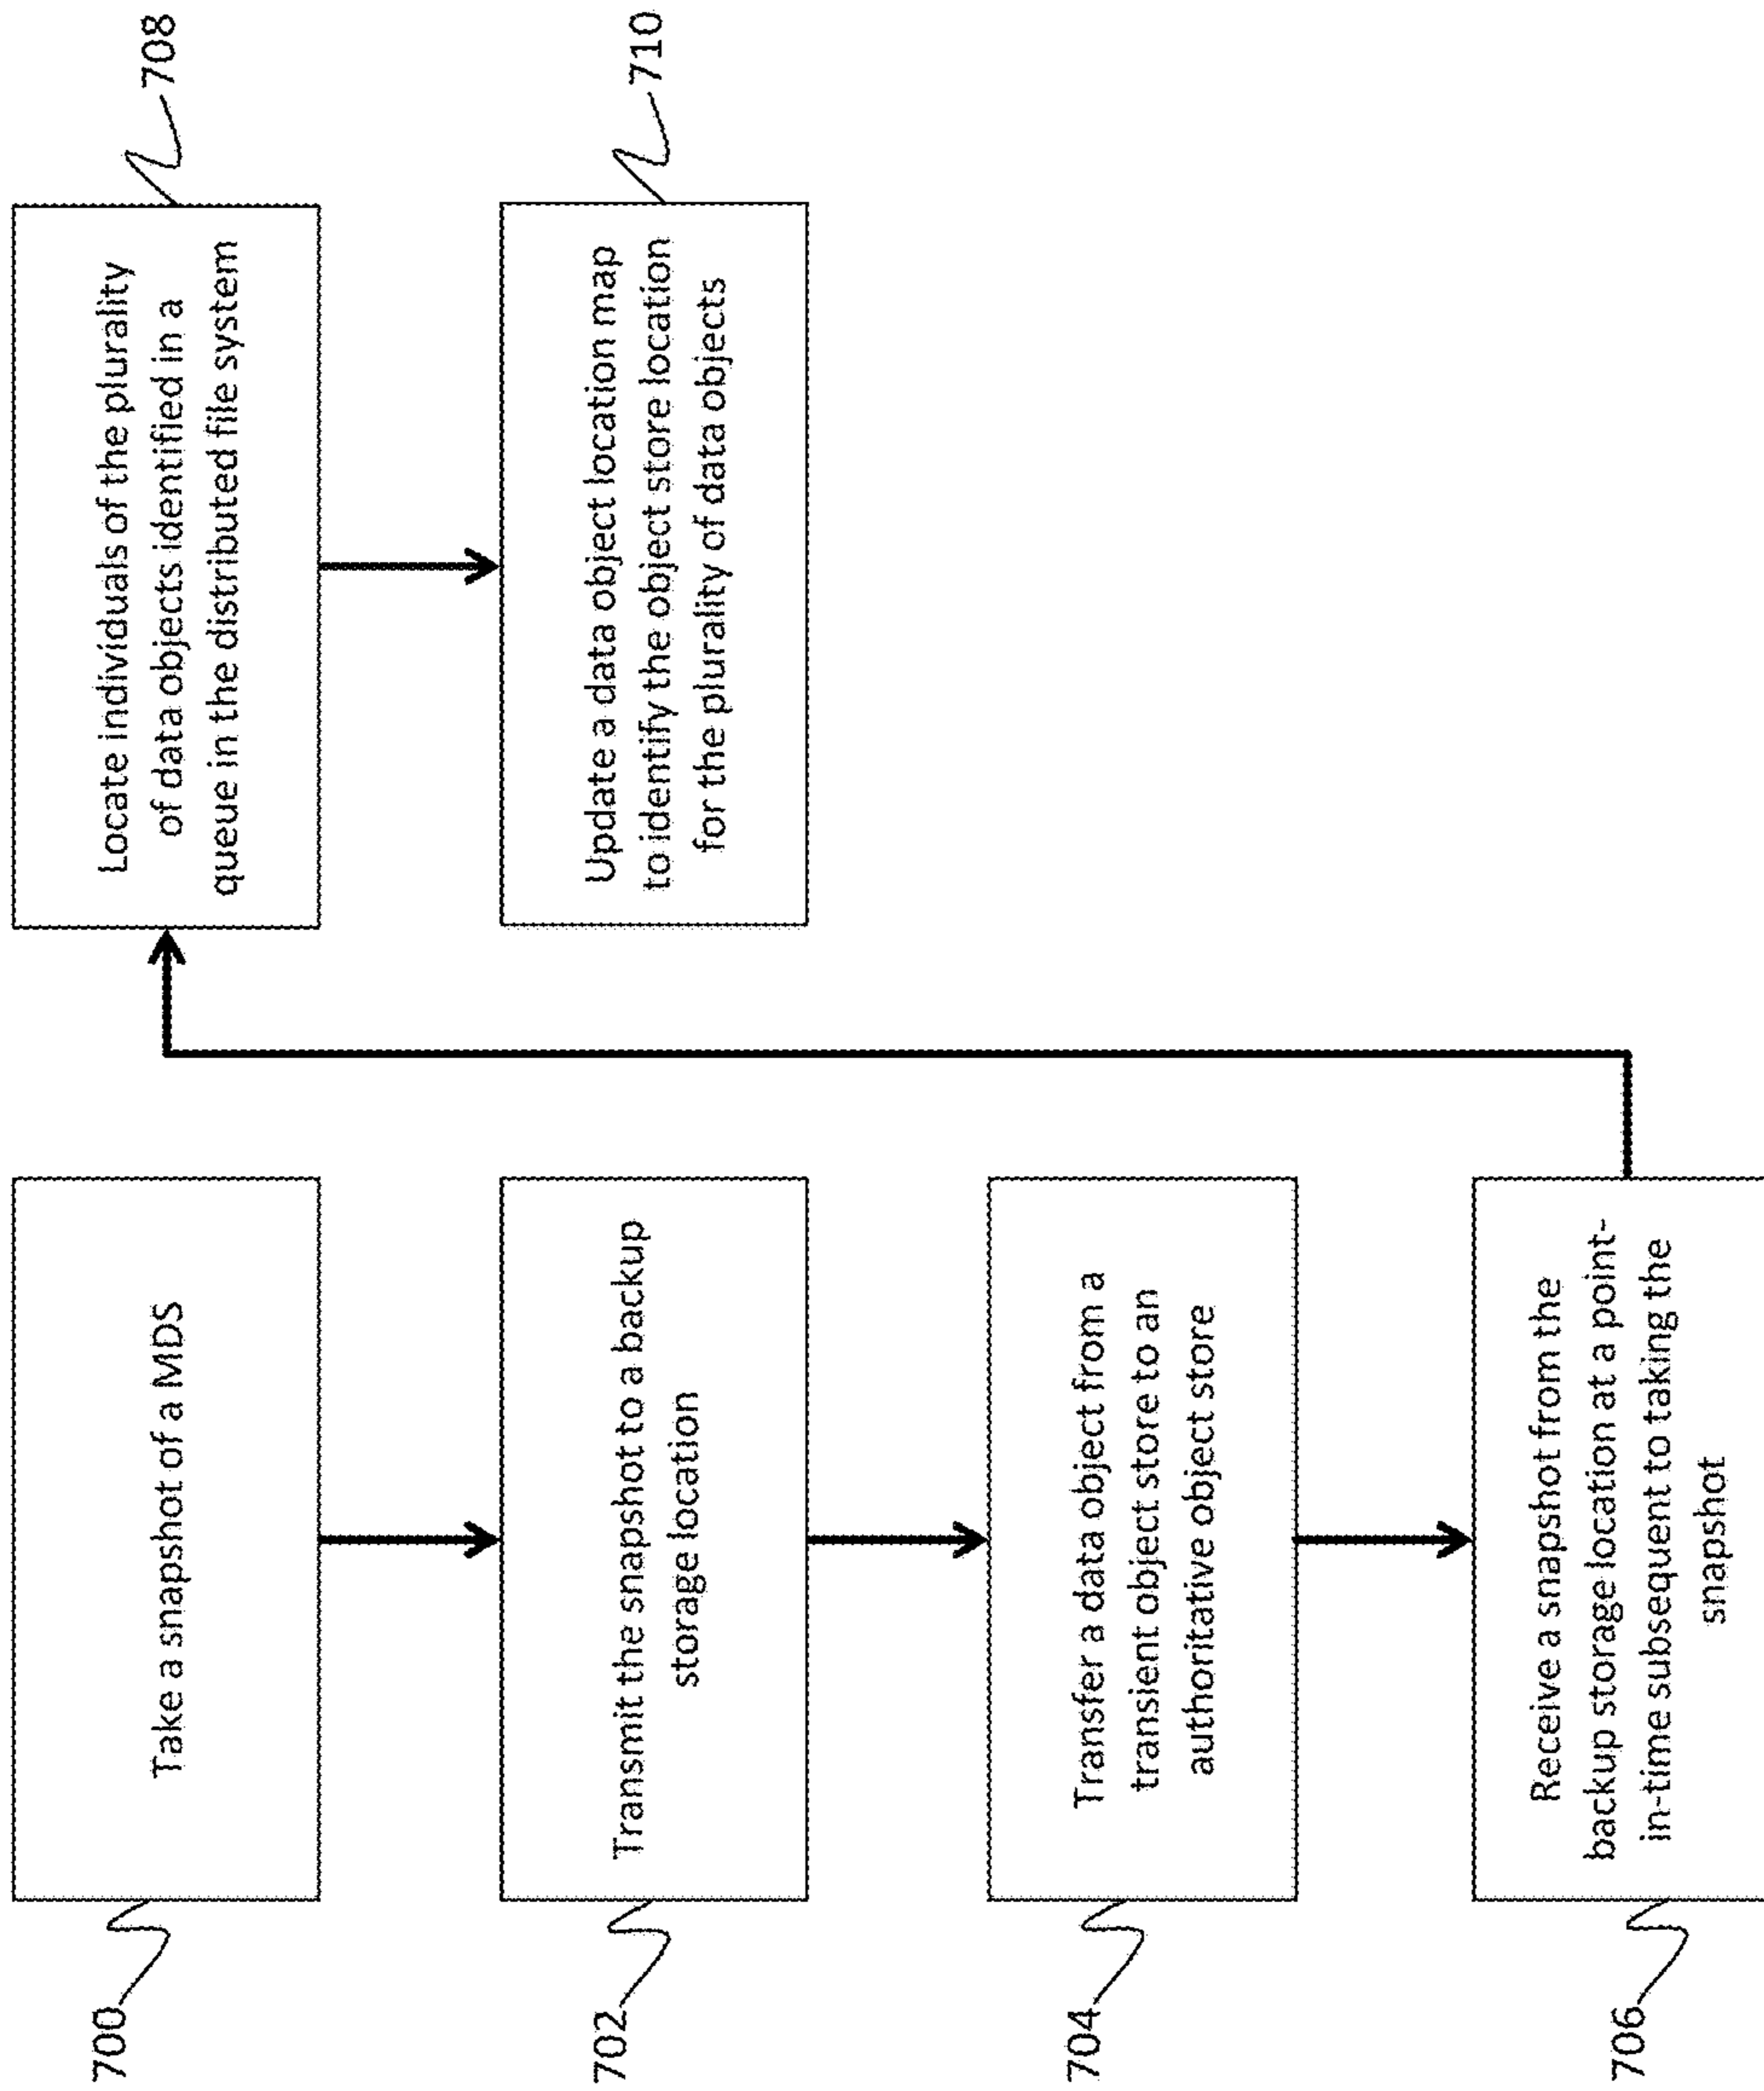 700
Take a snapshot of a MDS
702
Transmit the snapshot to a backup
storage location
704
Transfer a data object from a
transient object store to an
authoritative object store
706
Receive a snapshot from the
backup storage location at a point-
in-time subsequent to taking the
snapshot
708
Locate individuals of the plurality
of data objects identified in a
queue in the distributed file system
710
Update a data object location map
to identify the object store location
for the plurality of data objects